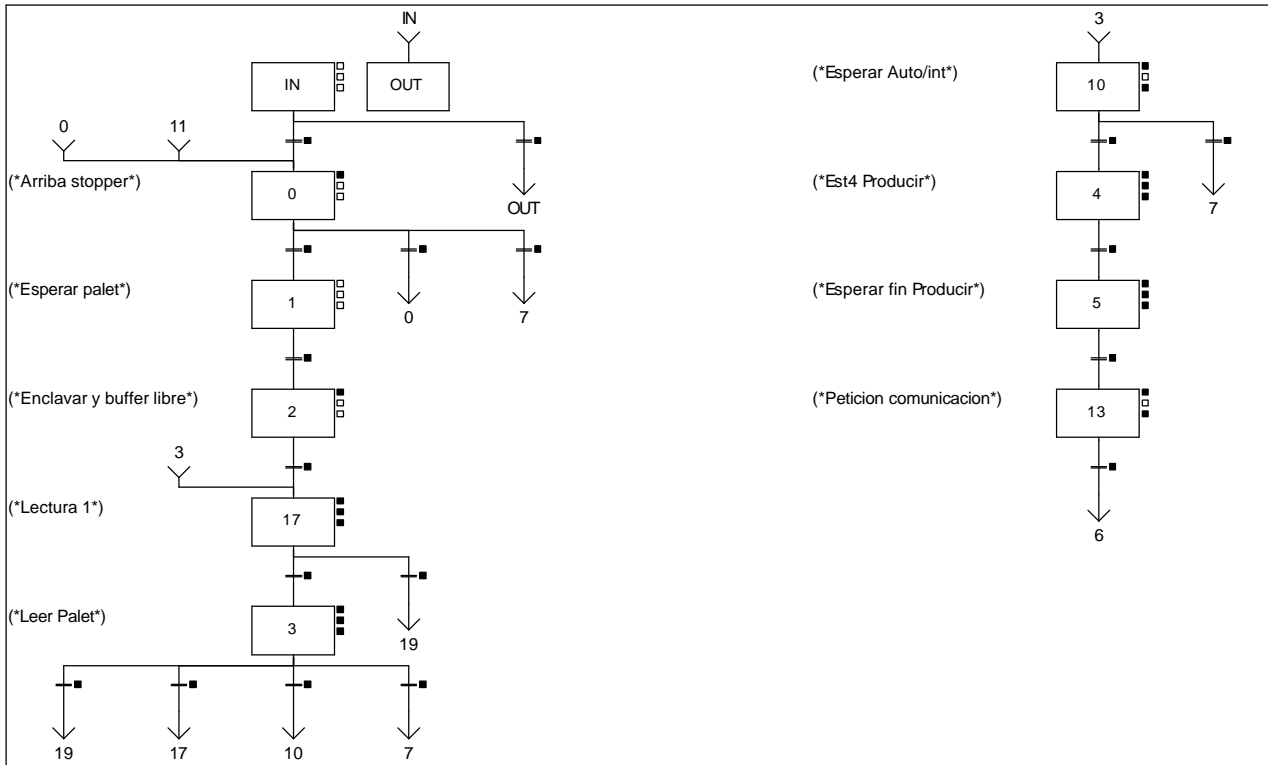 IN
3
(*Esperar Auto/int*)
IN
OUT
10
0
11
(*Arriba stopper*)
0
OUT
(*Est4 Producir*)
4
7
(*Esperar palet*)
1
0
7
(*Esperar fin Producir*)
5
(*Enclavar y buffer libre*)
2
(*Peticion comunicacion*)
13
3
(*Lectura 1*)
17
6
(*Leer Palet*)
3
19
19
17
10
7